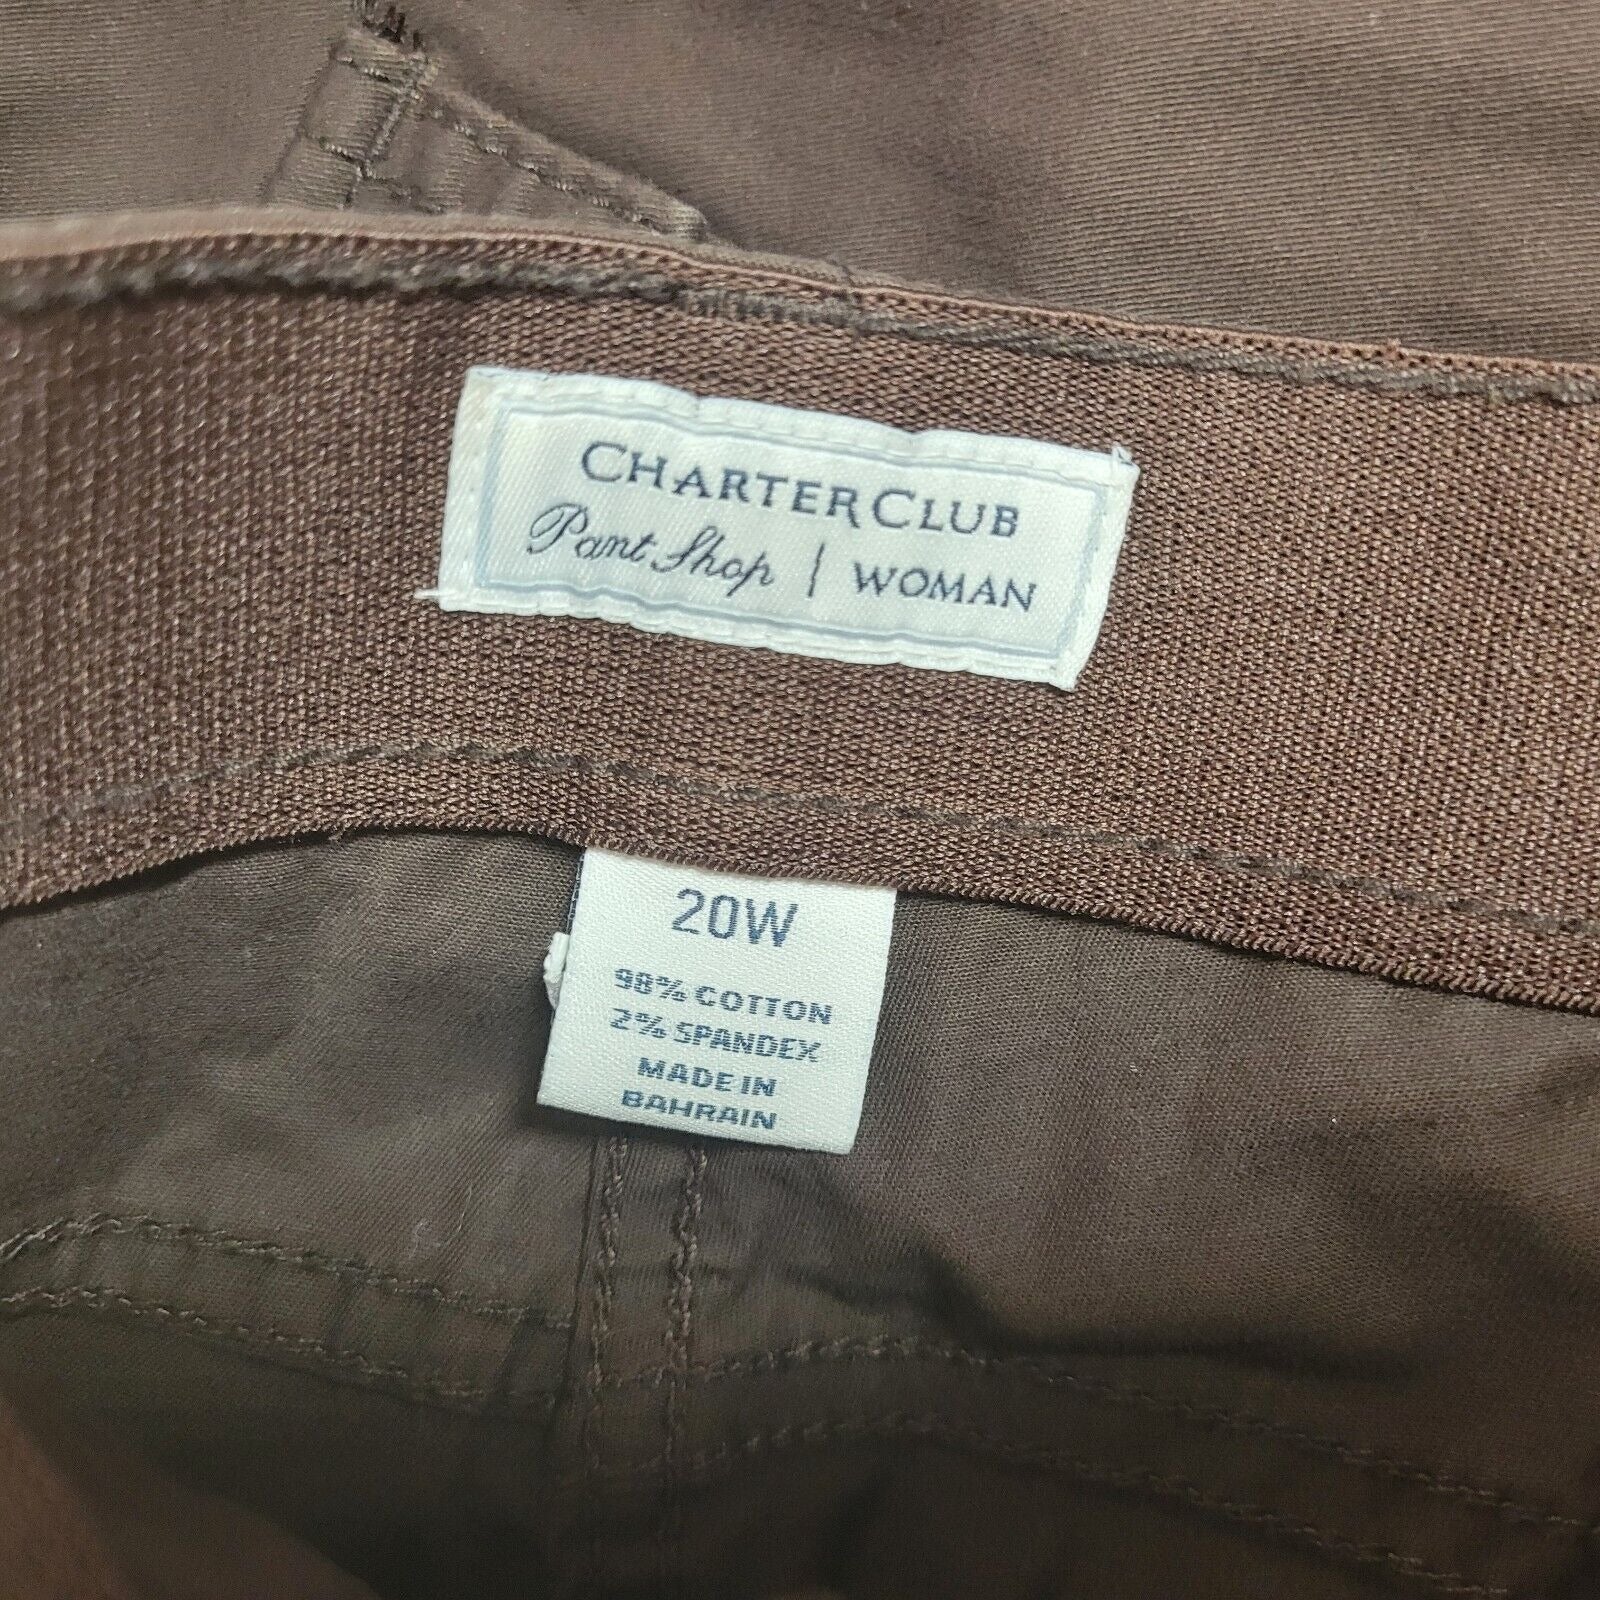 CHARTER CLUB
Pant Shop | WOMAN
20W
98% COTTON
2% SPANDEX
MADE IN
BAHRAIN